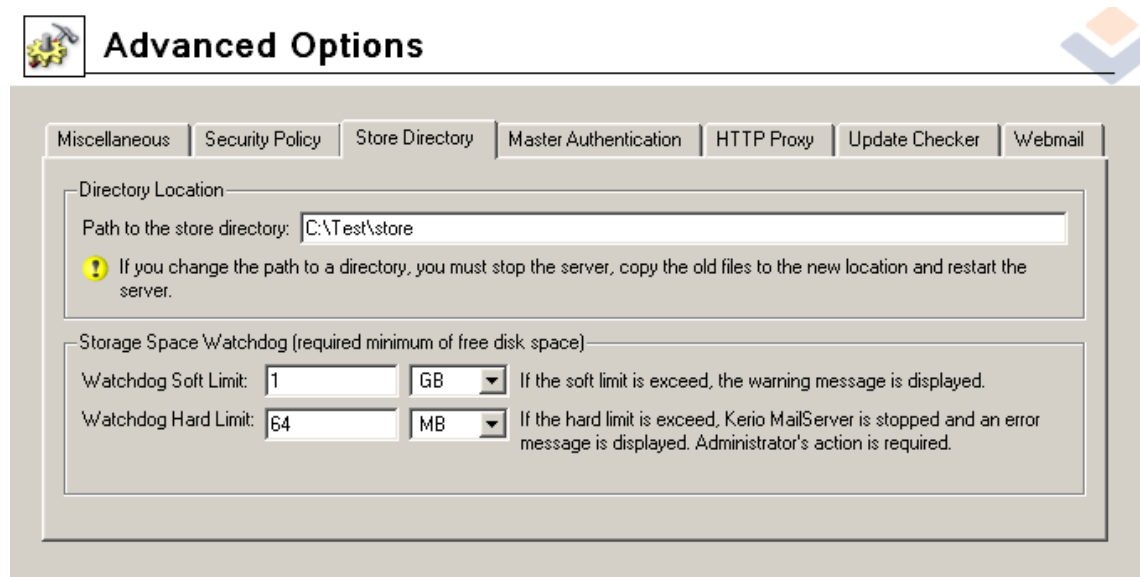 Advanced Options
Miscellaneous Security Policy Store Directory Master Authentication HTTP Proxy Update Checker Webmail
Directory Location
Path to the store directory: C:\Test\store
If you change the path to a directory, you must stop the server, copy the old files to the new location and restart the
server.
Storage Space Watchdog (required minimum of free disk space)
Watchdog Soft Limit: 1 GB If the soft limit is exceed, the warning message is displayed.
Watchdog Hard Limit: 64 MB If the hard limit is exceed, Kerio MailServer is stopped and an error
message is displayed. Administrator's action is required.